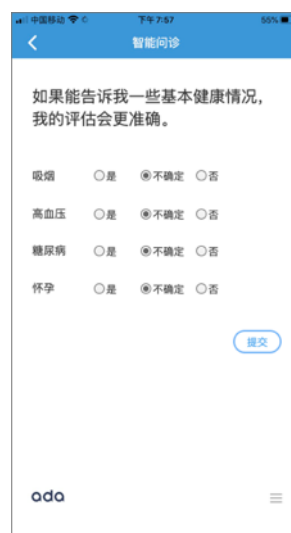 中国移动 下午7:57 55%
智能问诊
如果能告诉我一些基本健康情况，
我的评估会更准确。
吸烟 是 不确定 否
高血压 是 不确定 否
糖尿病 是 不确定 否
怀孕 是 不确定 否
提交
ada